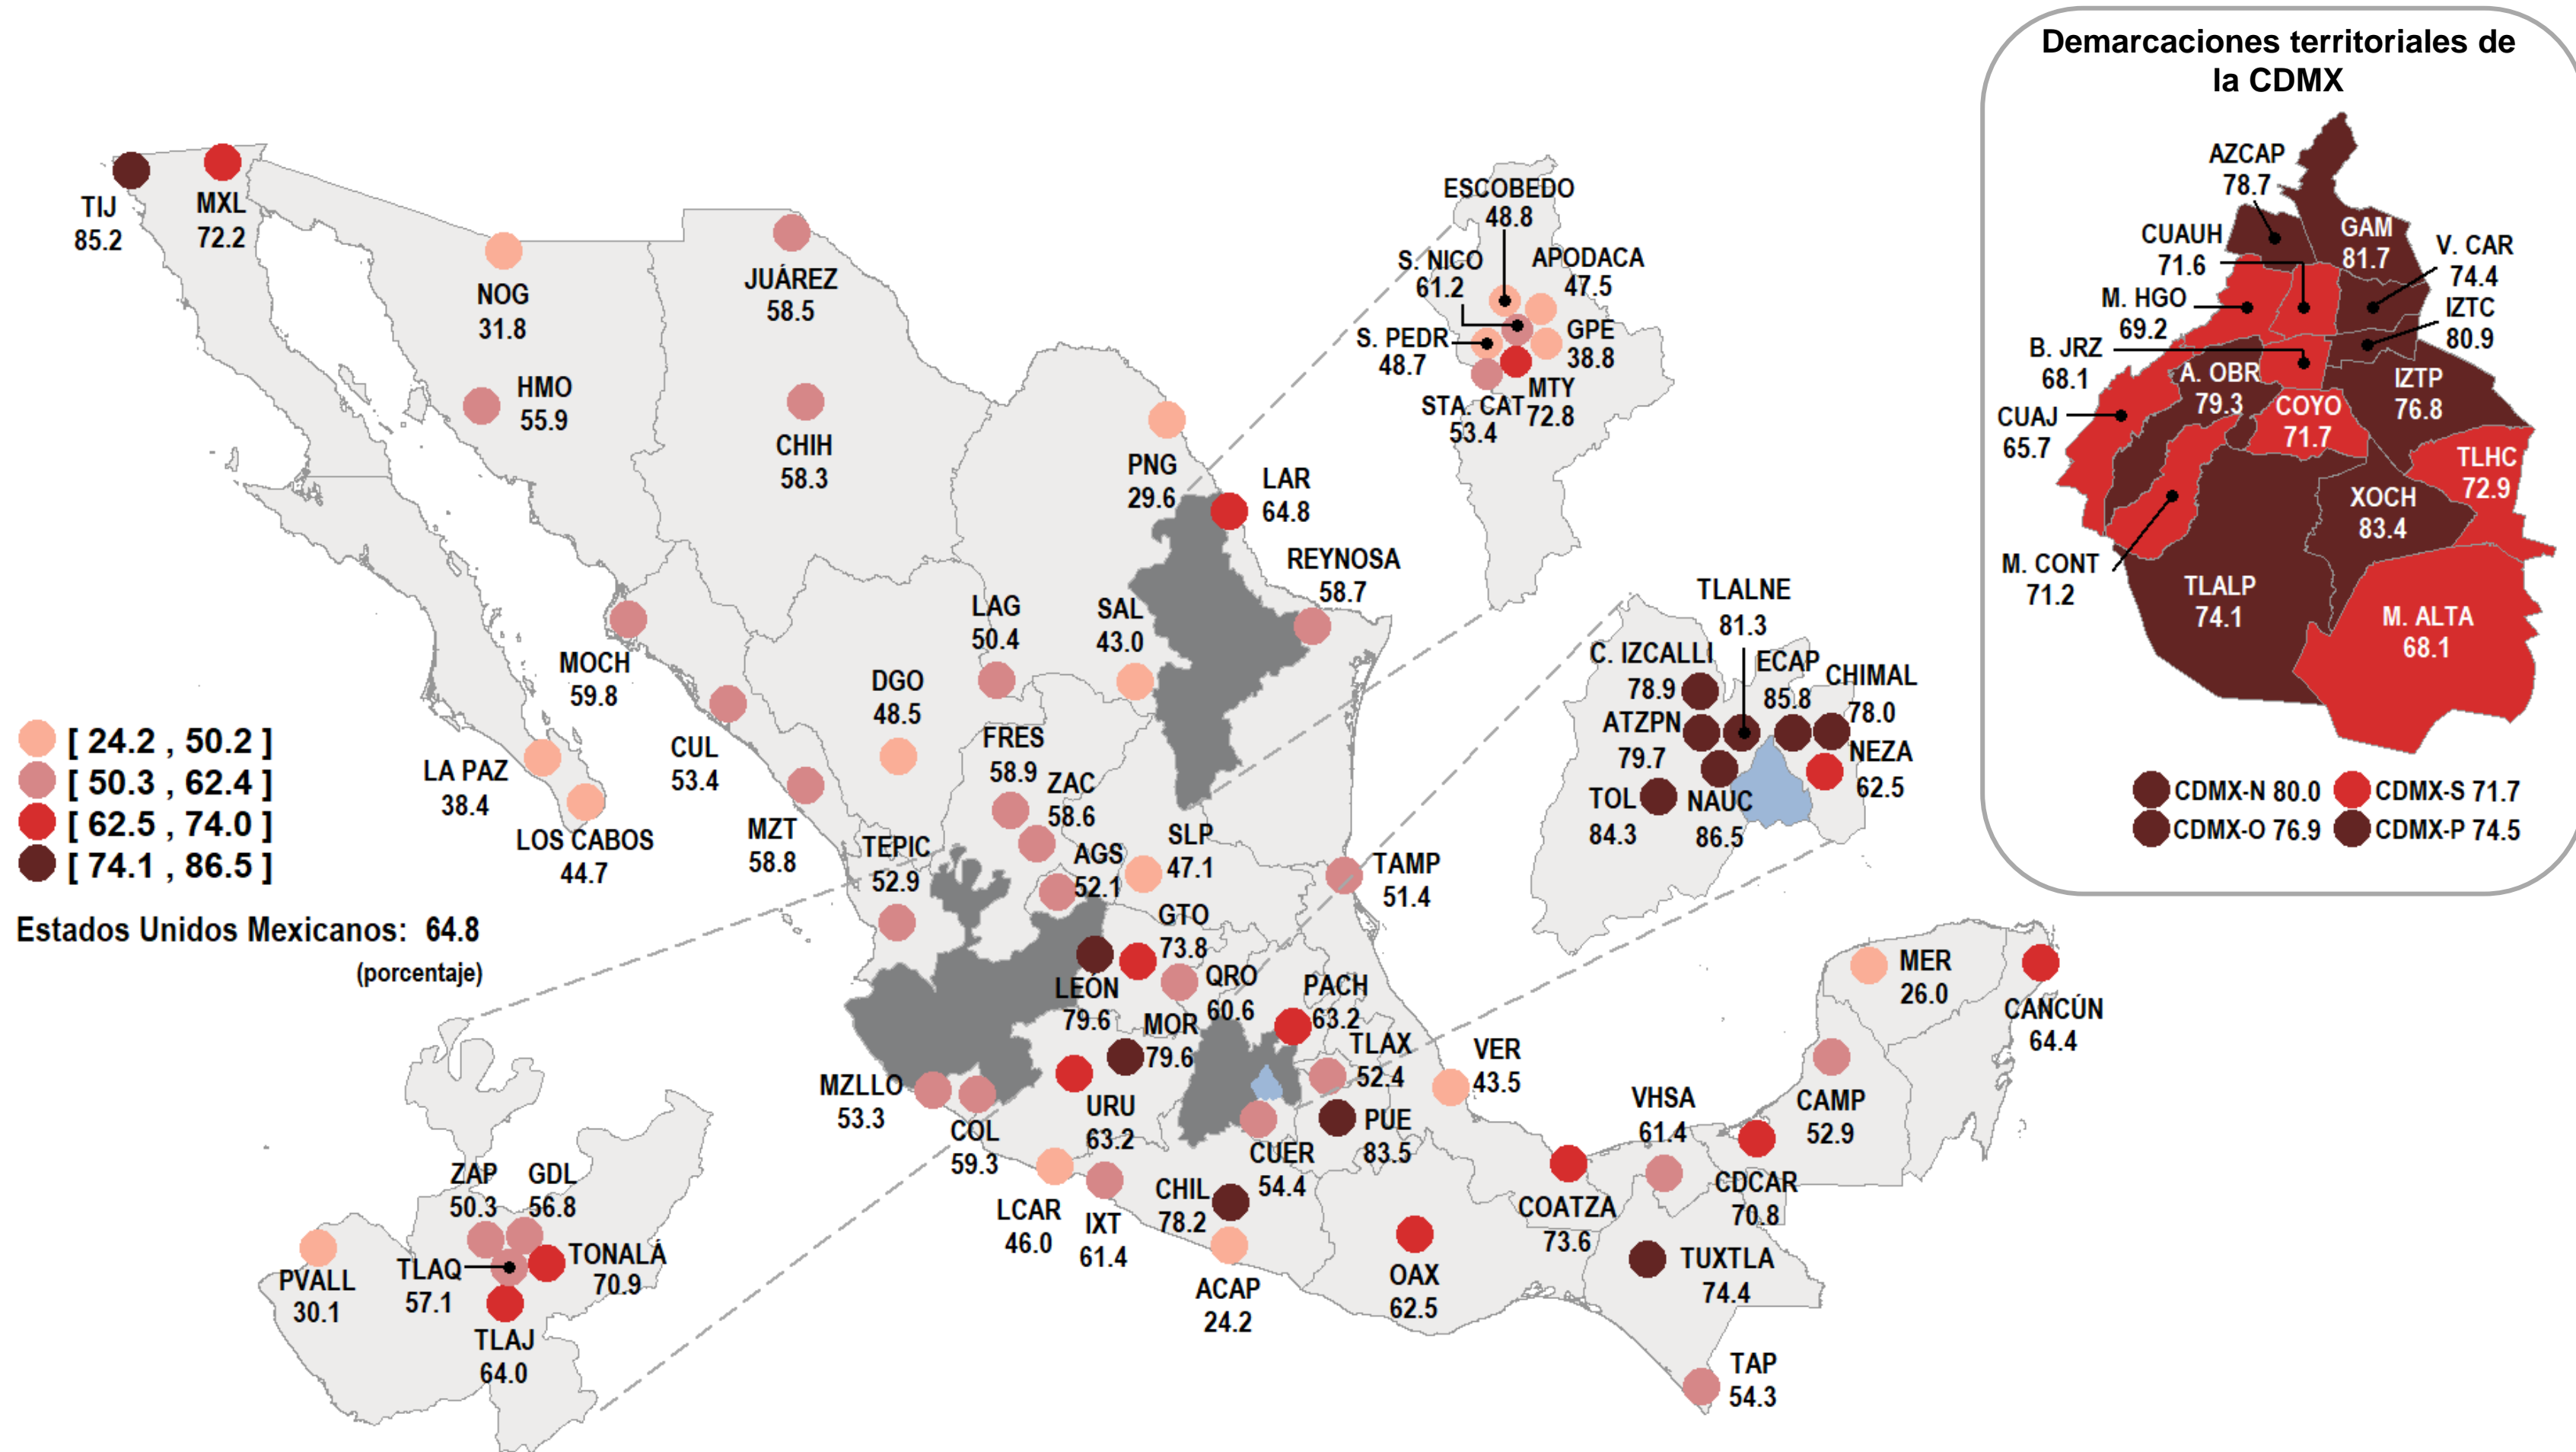 Demarcaciones territoriales de
la CDMX
AZCAP
78.7
GAM
81.7
CUAUH
71.6
V. CAR
74.4
M. HGO
69.2
IZTC
80.9
B. JRZ
68.1
A. OBR
79.3
IZTP
76.8
CUAJ
65.7
COYO
71.7
TLHC
72.9
XOCH
83.4
M. CONT
71.2
TLALP
74.1
M. ALTA
68.1
CDMX-N 80.0
CDMX-S 71.7
CDMX-O 76.9
CDMX-P 74.5
TIJ
85.2
MXL
72.2
NOG
31.8
JUÁREZ
58.5
HMO
55.9
CHIH
58.3
ESCOBEDO
48.8
S. NICO
61.2
APODACA
47.5
S. PEDR
48.7
GPE
38.8
STA. CAT
53.4
MTY
72.8
PNG
29.6
LAR
64.8
REYNOSA
58.7
LAG
50.4
SAL
43.0
MOCH
59.8
DGO
48.5
CUL
53.4
FRES
58.9
ZAC
58.6
LA PAZ
38.4
LOS CABOS
44.7
MZT
58.8
TEPIC
52.9
AGS
52.1
SLP
47.1
TAMP
51.4
TLALNE
81.3
C. IZCALLI
78.9
ECAP
85.8
CHIMAL
78.0
ATZPN
79.7
NEZA
62.5
TOL
84.3
NAUC
86.5
[ 24.2 , 50.2 ]
[ 50.3 , 62.4 ]
[ 62.5 , 74.0 ]
[ 74.1 , 86.5 ]
Estados Unidos Mexicanos: 64.8
(porcentaje)
GTO
73.8
LEÓN
79.6
QRO
60.6
PACH
63.2
MOR
79.6
TLAX
52.4
VER
43.5
MZLLO
53.3
COL
59.3
URU
63.2
CUER
54.4
PUE
83.5
LCAR
46.0
IXT
61.4
CHIL
78.2
ACAP
24.2
OAX
62.5
COATZA
73.6
VHSA
61.4
CDCAR
70.8
CAMP
52.9
MER
26.0
CANCÚN
64.4
TUXTLA
74.4
TAP
54.3
ZAP
50.3
GDL
56.8
PVALL
30.1
TLAQ
57.1
TONALÁ
70.9
TLAJ
64.0